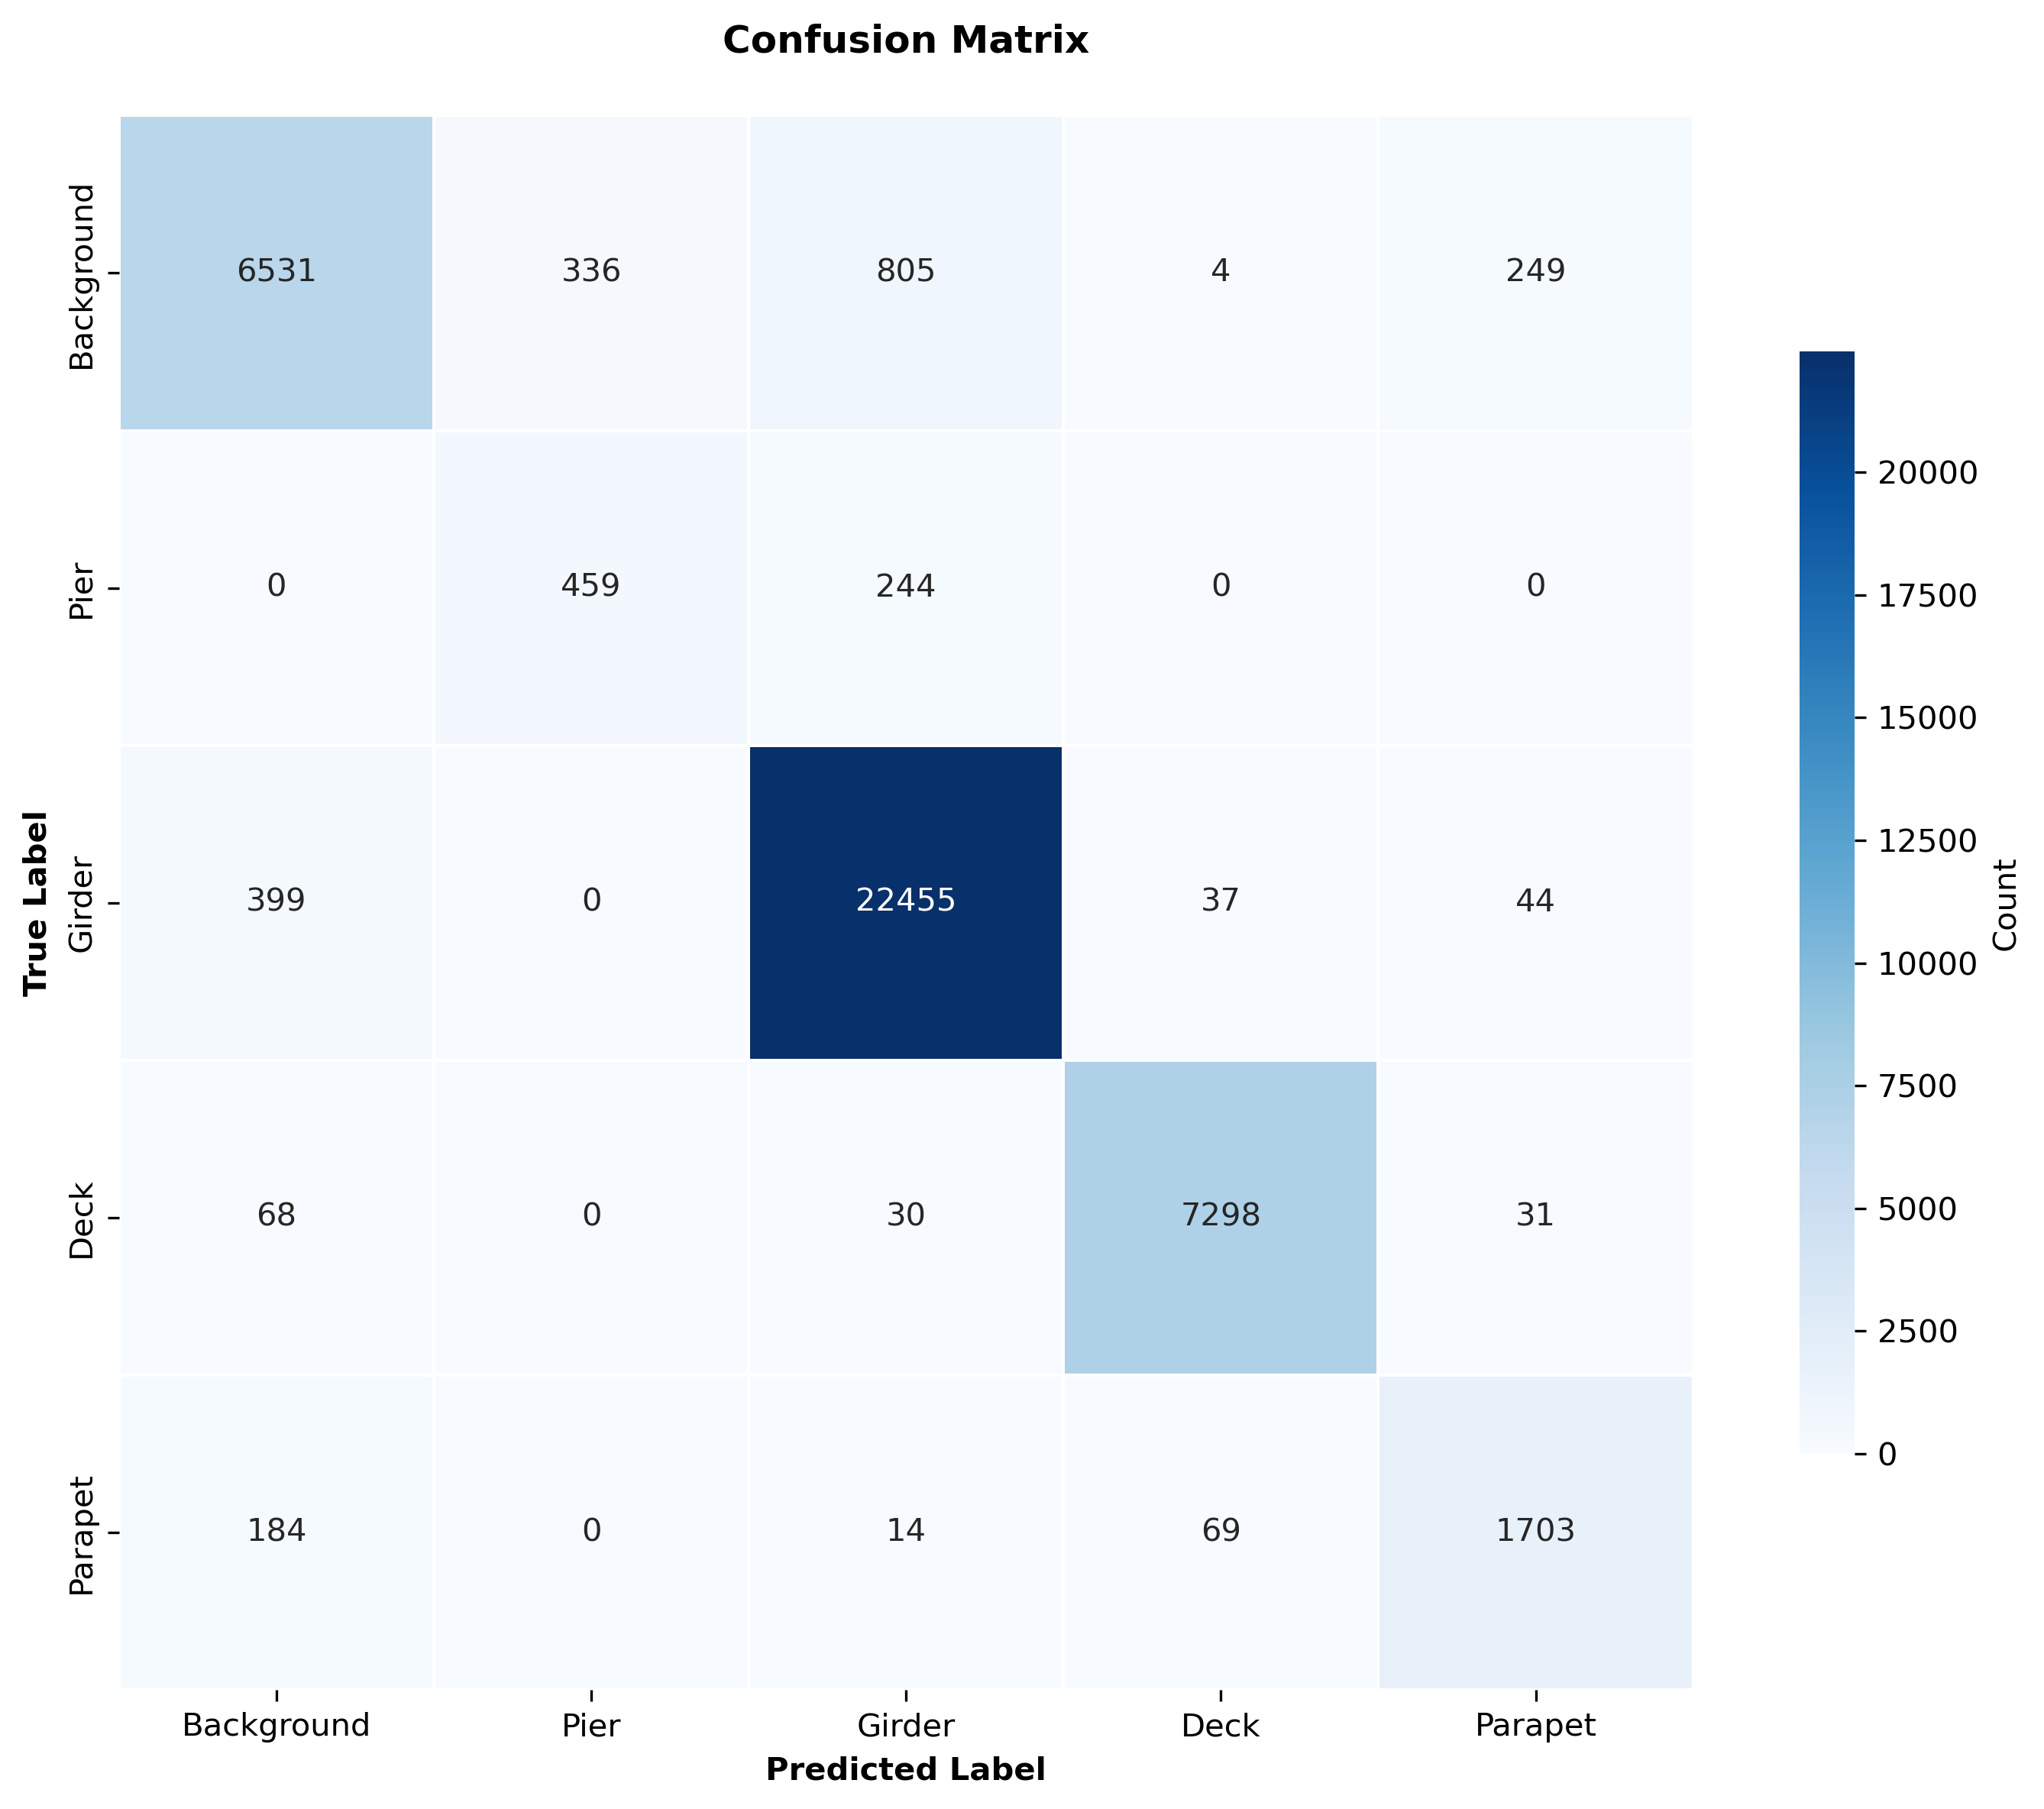 Confusion Matrix
True Label
Background
6531 336 805 4 249
Pier
0 459 244 0 0
Girder
399 0 22455 37 44
Deck
68 0 30 7298 31
Parapet
184 0 14 69 1703
Background Pier Girder Deck Parapet
Predicted Label
20000
17500
15000
12500
10000
7500
5000
2500
0
Count